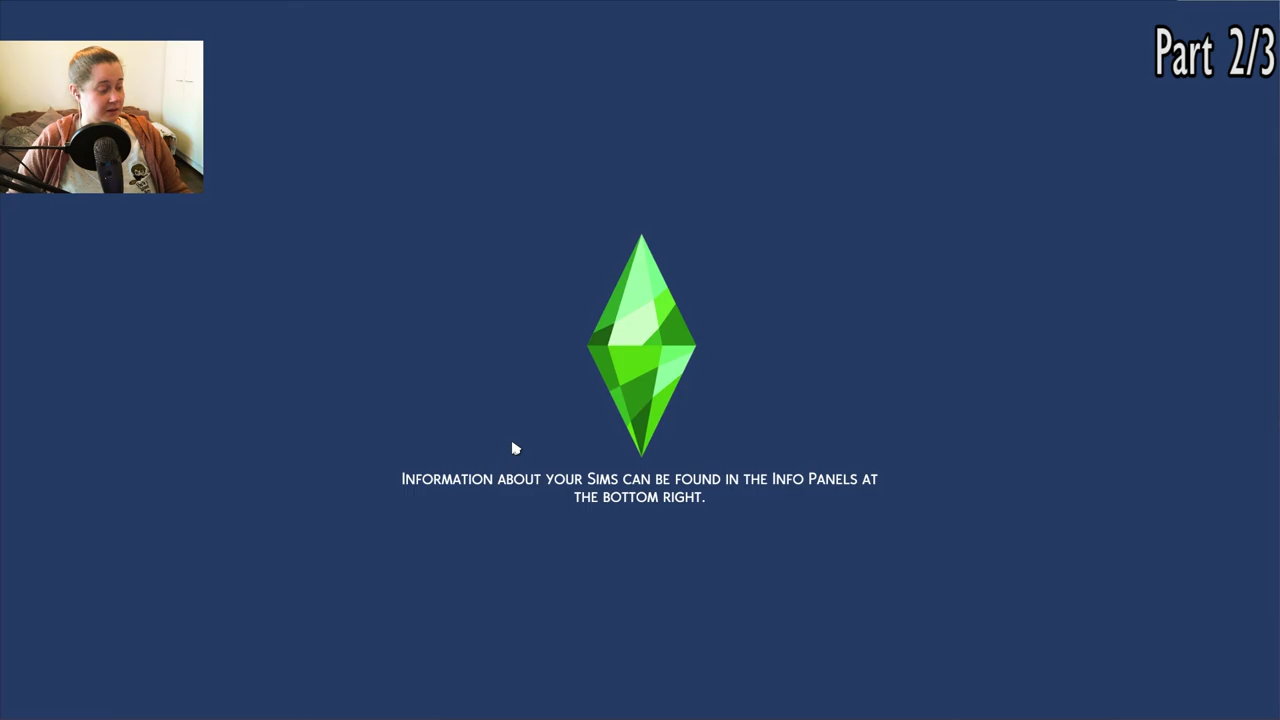 Part 2/3
Information about your Sims can be found in the Info Panels at
the bottom right.